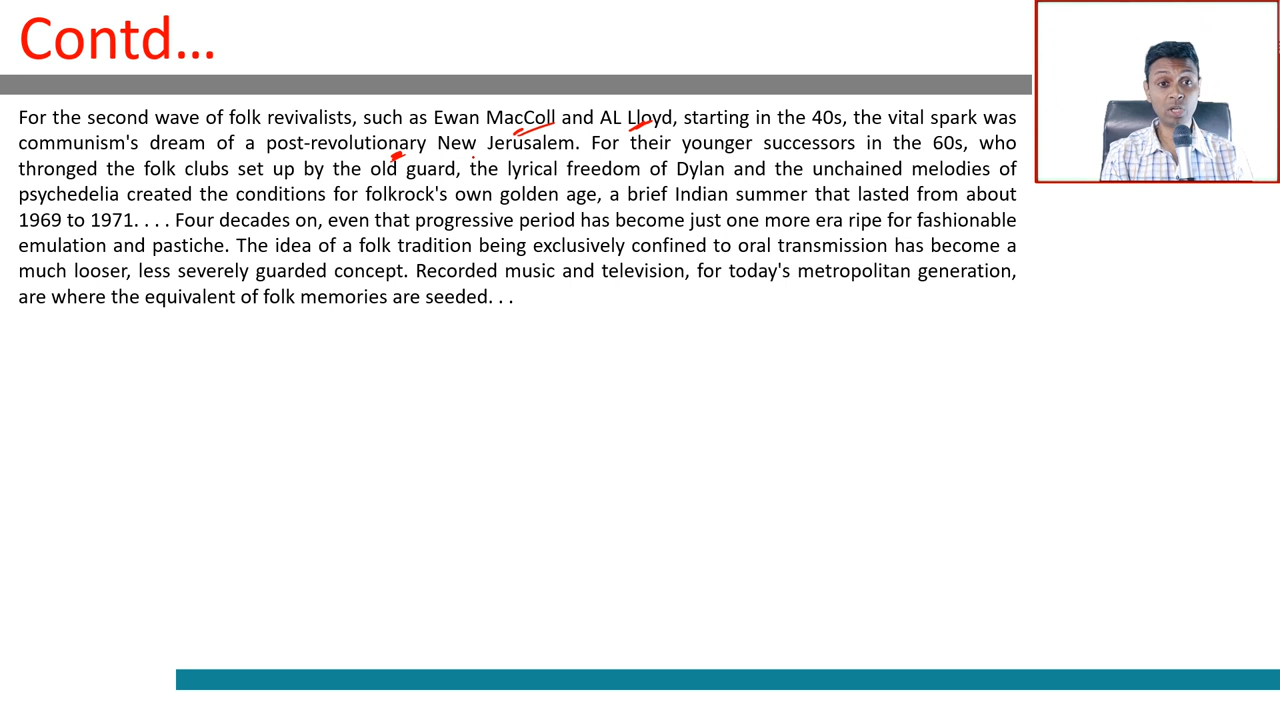 Contd...
For the second wave of folk revivalists, such as Ewan MacColl and AL Lloyd, starting in the 40s, the vital spark was
communism's dream of a post-revolutionary New Jerusalem. For their younger successors in the 60s, who
thronged the folk clubs set up by the old guard, the lyrical freedom of Dylan and the unchained melodies of
psychedelia created the conditions for folkrock's own golden age, a brief Indian summer that lasted from about
1969 to 1971. . . . Four decades on, even that progressive period has become just one more era ripe for fashionable
emulation and pastiche. The idea of a folk tradition being exclusively confined to oral transmission has become a
much looser, less severely guarded concept. Recorded music and television, for today's metropolitan generation,
are where the equivalent of folk memories are seeded. . .